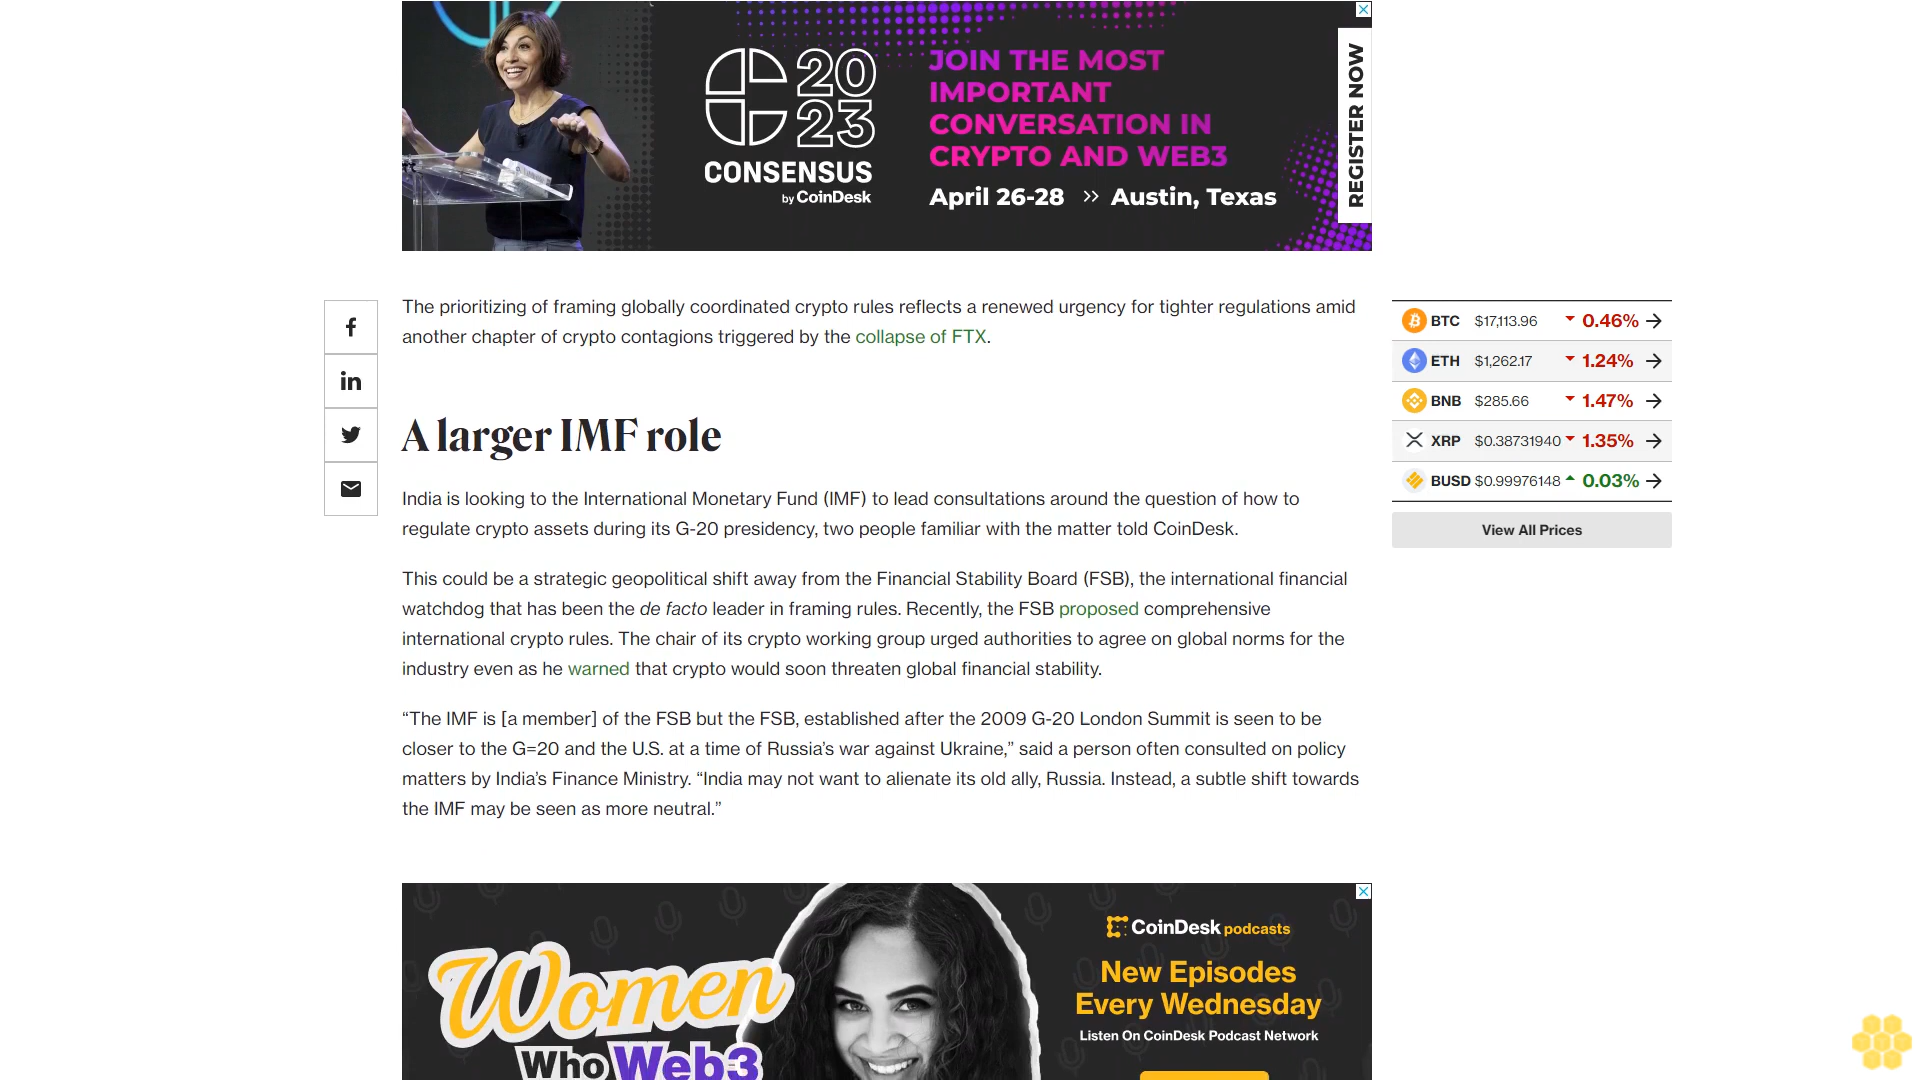 20
23
CONSENSUS
by CoinDesk
JOIN THE MOST
IMPORTANT
CONVERSATION IN
CRYPTO AND WEB3
April 26-28 >> Austin, Texas
REGISTER NOW
The prioritizing of framing globally coordinated crypto rules reflects a renewed urgency for tighter regulations amid
another chapter of crypto contagions triggered by the collapse of FTX.
A larger IMF role
India is looking to the International Monetary Fund (IMF) to lead consultations around the question of how to
regulate crypto assets during its G-20 presidency, two people familiar with the matter told CoinDesk.
This could be a strategic geopolitical shift away from the Financial Stability Board (FSB), the international financial
watchdog that has been the de facto leader in framing rules. Recently, the FSB proposed comprehensive
international crypto rules. The chair of its crypto working group urged authorities to agree on global norms for the
industry even as he warned that crypto would soon threaten global financial stability.
“The IMF is [a member] of the FSB but the FSB, established after the 2009 G-20 London Summit is seen to be
closer to the G=20 and the U.S. at a time of Russia’s war against Ukraine,” said a person often consulted on policy
matters by India’s Finance Ministry. “India may not want to alienate its old ally, Russia. Instead, a subtle shift towards
the IMF may be seen as more neutral.”
BTC $17,113.96 0.46%
ETH $1,262.17 1.24%
BNB $285.66 1.47%
XRP $0.38731940 1.35%
BUSD $0.99976148 0.03%
View All Prices
Women
Who Web3
CoinDesk podcasts
New Episodes
Every Wednesday
Listen On CoinDesk Podcast Network